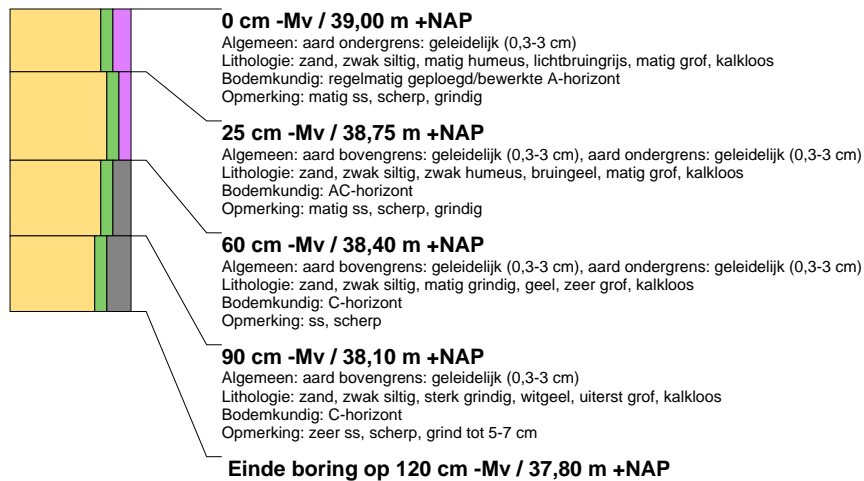 0 cm -Mv / 39,00 m +NAP
Algemeen: aard ondergrens: geleidelijk (0,3-3 cm)
Lithologie: zand, zwak siltig, matig humeus, lichtbruingrijs, matig grof, kalkloos
Bodemkundig: regelmatig geploegd/bewerkte A-horizont
Opmerking: matig ss, scherp, grindig
25 cm -Mv / 38,75 m +NAP
Algemeen: aard bovengrens: geleidelijk (0,3-3 cm), aard ondergrens: geleidelijk (0,3-3 cm)
Lithologie: zand, zwak siltig, zwak humeus, bruingeel, matig grof, kalkloos
Bodemkundig: AC-horizont
Opmerking: matig ss, scherp, grindig
60 cm -Mv / 38,40 m +NAP
Algemeen: aard bovengrens: geleidelijk (0,3-3 cm), aard ondergrens: geleidelijk (0,3-3 cm)
Lithologie: zand, zwak siltig, matig grindig, geel, zeer grof, kalkloos
Bodemkundig: C-horizont
Opmerking: ss, scherp
90 cm -Mv / 38,10 m +NAP
Algemeen: aard bovengrens: geleidelijk (0,3-3 cm)
Lithologie: zand, zwak siltig, sterk grindig, witgeel, uiterst grof, kalkloos
Bodemkundig: C-horizont
Opmerking: zeer ss, scherp, grind tot 5-7 cm
Einde boring op 120 cm -Mv / 37,80 m +NAP